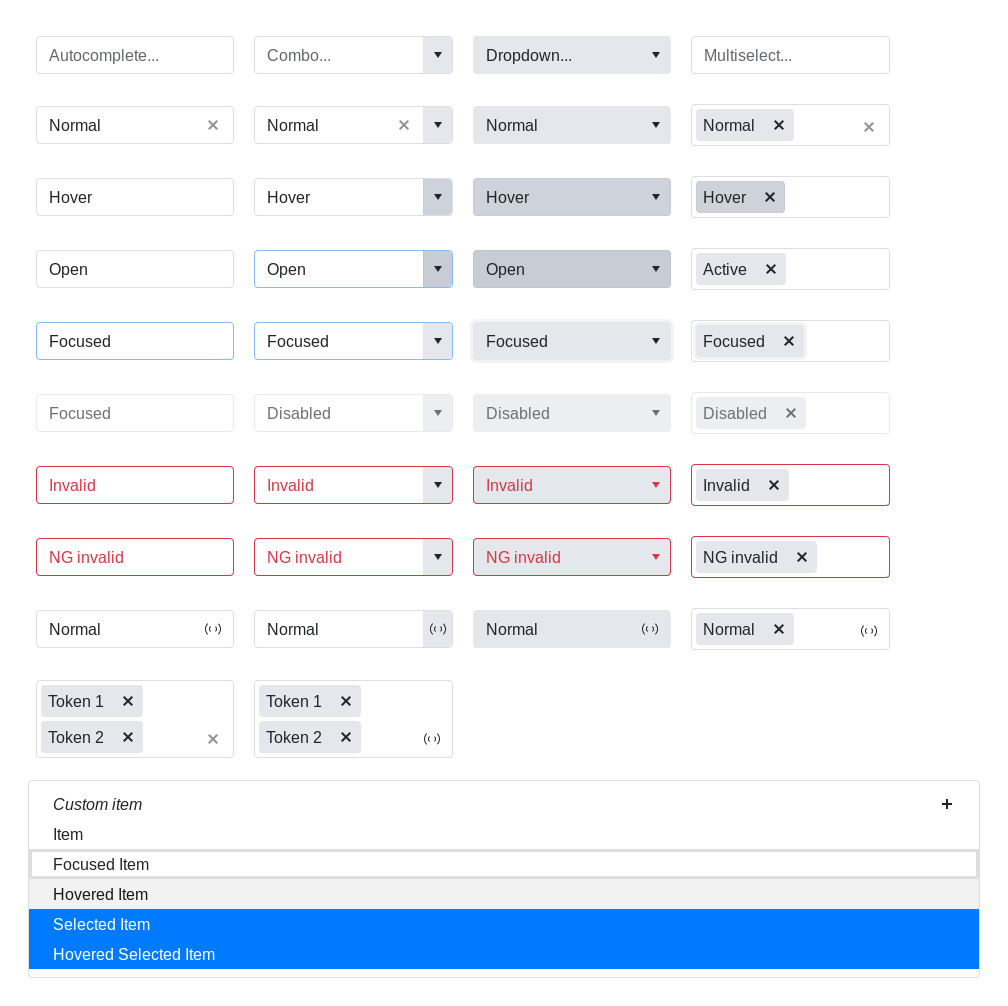 Autocomplete... Combo... Dropdown... Multiselect...
Normal Normal Normal Normal
Hover Hover Hover Hover
Open Open Open Active
Focused Focused Focused Focused
Focused Disabled Disabled Disabled
Invalid Invalid Invalid Invalid
NG invalid NG invalid NG invalid NG invalid
Normal Normal Normal Normal
Token 1 Token 1
Token 2 Token 2
Custom item
Item
Focused Item
Hovered Item
Selected Item
Hovered Selected Item